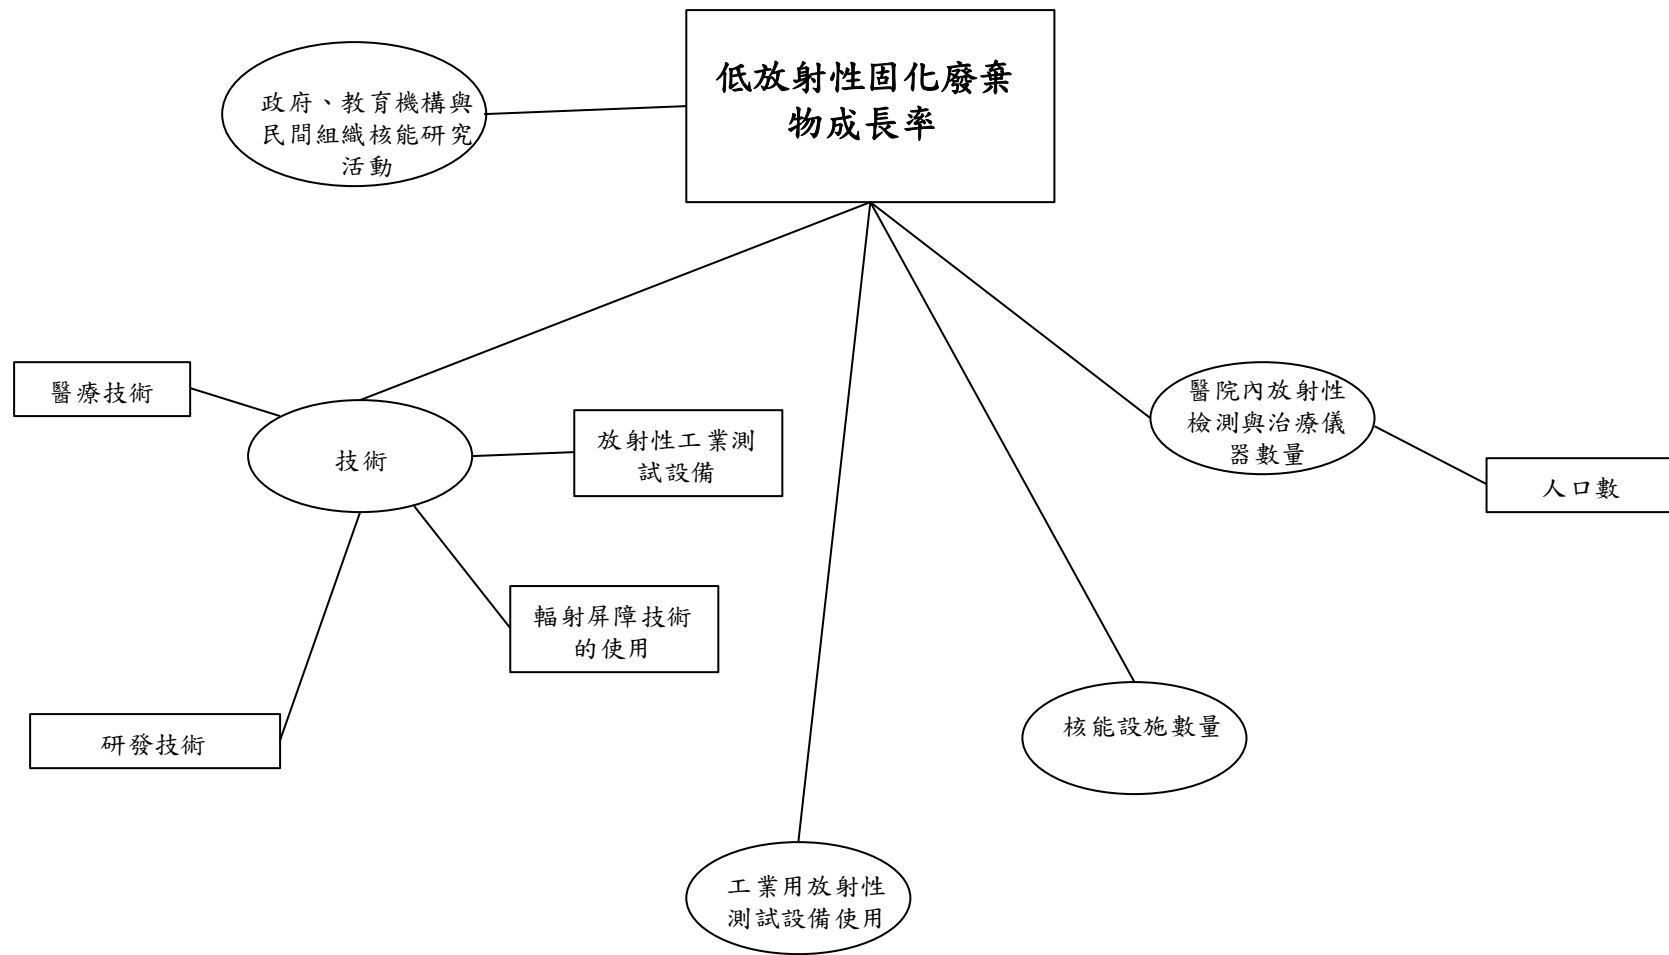 低放射性固化廢棄
物成長率
政府、教育機構與
民間組織核能研究
活動
醫療技術
技術
放射性工業測
試設備
醫院內放射性
檢測與治療儀
器數量
人口數
輻射屏障技術
的使用
研發技術
核能設施數量
工業用放射性
測試設備使用